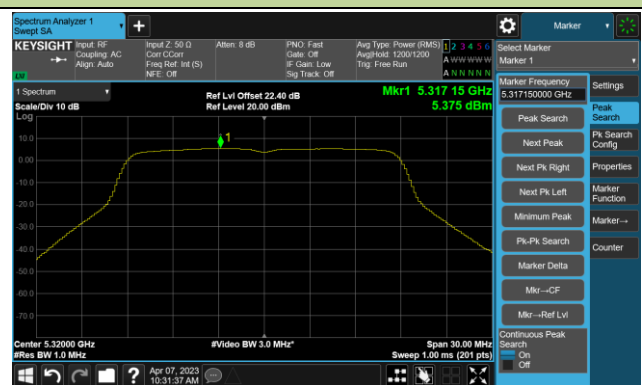 Spectrum Analyzer 1
Swept SA
Marker
KEYSIGHT Input: RF Input Z: 50 Ω Atten: 8 dB PNO: Fast Avg Type: Power (RMS) 1 2 3 4 5 6
Coupling: AC Corr CCorr Gate: Off Avg|Hold: 1200/1200 A W W W W W
Align: Auto Freq Ref: Int (S) IF Gain: Low Trig: Free Run
NFE: Off Sig Track: Off A N N N N N
LV
Select Marker
Marker 1
1 Spectrum
Ref Lvl Offset 22.40 dB
Mkr1 5.317 15 GHz
Scale/Div 10 dB
Ref Level 20.00 dBm
5.375 dBm
Log
10.0
0.00
-10.0
-20.0
-30.0
-40.0
-50.0
-60.0
-70.0
1
Center 5.32000 GHz
#Video BW 3.0 MHz*
Span 30.00 MHz
#Res BW 1.0 MHz
Sweep 1.00 ms (201 pts)
Marker Frequency
5.317150000 GHz
Peak Search
Next Peak
Next Pk Right
Next Pk Left
Minimum Peak
Pk-Pk Search
Marker Delta
Mkr→CF
Mkr→Ref Lvl
Continuous Peak
Search
On
Off
Settings
Peak
Search
Pk Search
Config
Properties
Marker
Function
Marker→
Counter
Apr 07, 2023
10:31:37 AM